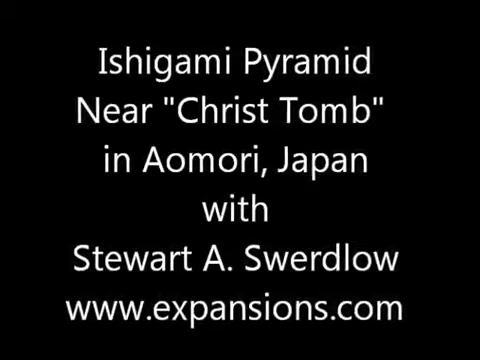 Ishigami Pyramid
Near "Christ Tomb"
in Aomori, Japan
with
Stewart A. Swerdlow
www.expansions.com